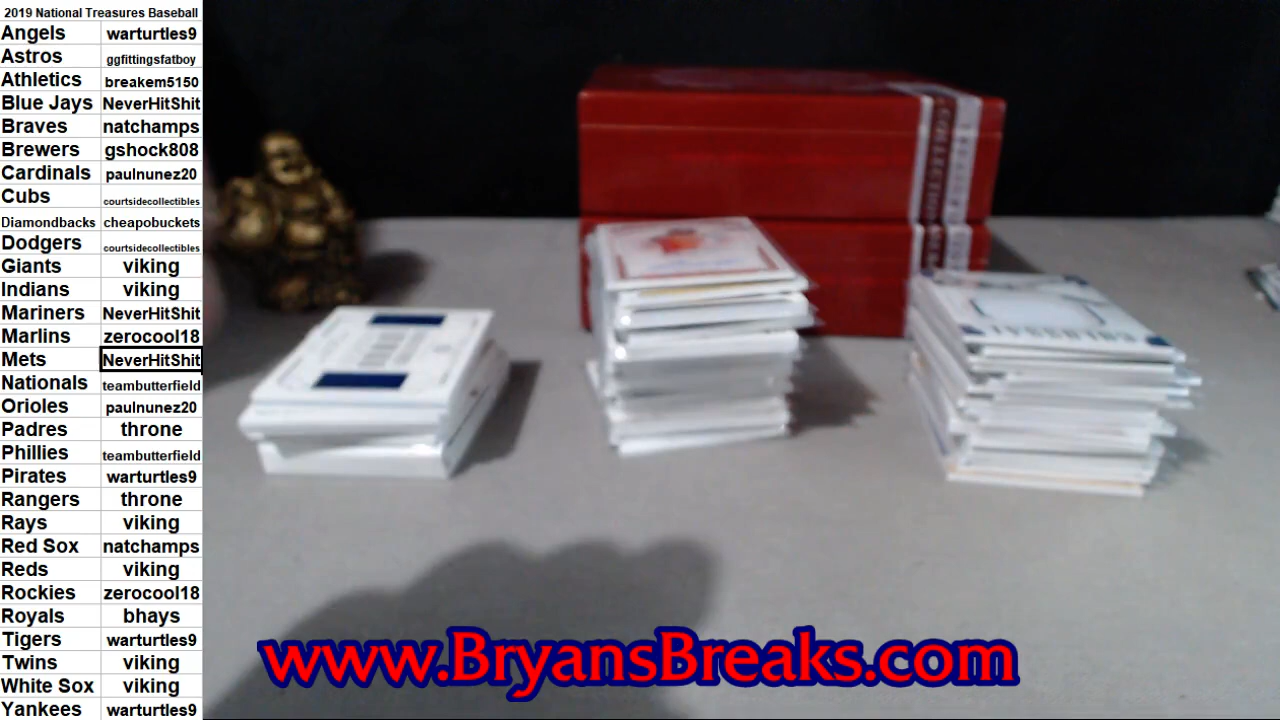 2019 National Treasures Baseball
Angels warturtles9
Astros ggfittingsfatboy
Athletics breakem5150
Blue Jays NeverHitShit
Braves natchamps
Brewers gshock808
Cardinals paulnunez20
Cubs courtsidecollectibles
Diamondbacks cheapobuckets
Dodgers courtsidecollectibles
Giants viking
Indians viking
Mariners NeverHitShit
Marlins zerocool18
Mets NeverHitShit
Nationals teambutterfield
Orioles paulnunez20
Padres throne
Phillies teambutterfield
Pirates warturtles9
Rangers throne
Rays viking
Red Sox natchamps
Reds viking
Rockies zerocool18
Royals bhays
Tigers warturtles9
Twins viking
White Sox viking
Yankees warturtles9
www.BryansBreaks.com